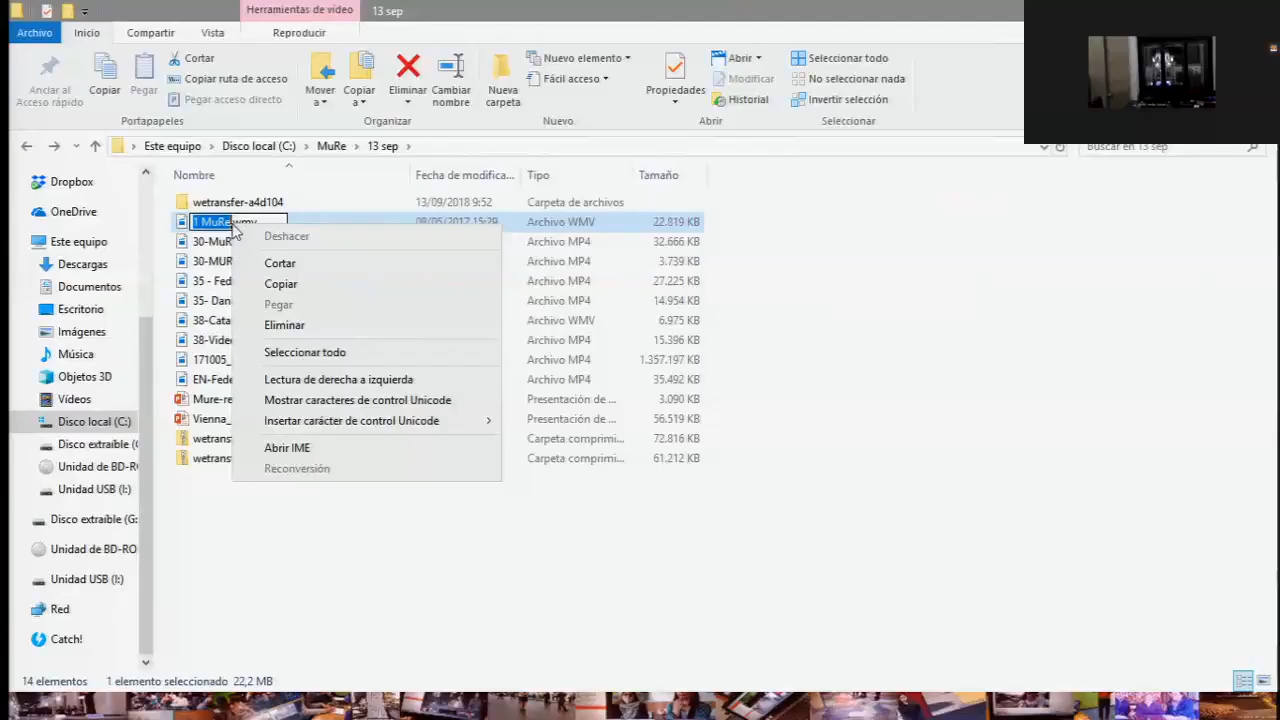 Herramientas de vídeo
13 sep
Archivo
Inicio
Compartir
Vista
Reproducir
Anclar al Acceso rápido
Copiar
Pegar
Cortar
Copiar ruta de acceso
Pegar acceso directo
Portapapeles
Mover a
Copiar a
Eliminar
Cambiar nombre
Organizar
Nueva carpeta
Nuevo elemento
Fácil acceso
Nuevo
Propiedades
Abrir
Modificar
Historial
Abrir
Seleccionar todo
No seleccionar nada
Invertir selección
Seleccionar
Este equipo > Disco local (C:) > MuRe > 13 sep >
Buscar en 13 sep
Nombre Fecha de modifica... Tipo Tamaño
wetransfer-a4d104 13/09/2018 9:52 Carpeta de archivos
1 MuRe.wmv 08/05/2017 15:29 Archivo WMV 22.819 KB
30-MuR Archivo MP4 32.666 KB
30-MUR Archivo MP4 3.739 KB
35 - Fed Archivo MP4 27.225 KB
35- Dani Archivo MP4 14.954 KB
38-Cata Archivo WMV 6.975 KB
38-Vide Archivo MP4 15.396 KB
171005_ Archivo MP4 1.357.197 KB
EN-Fede Archivo MP4 35.492 KB
Mure-re Presentación de ... 3.090 KB
Vienna_ Presentación de ... 56.519 KB
wetrans Carpeta comprimi... 72.816 KB
wetrans Carpeta comprimi... 61.212 KB
Deshacer
Cortar
Copiar
Pegar
Eliminar
Seleccionar todo
Lectura de derecha a izquierda
Mostrar caracteres de control Unicode
Insertar carácter de control Unicode
Abrir IME
Reconversión
Dropbox
OneDrive
Este equipo
Descargas
Documentos
Escritorio
Imágenes
Música
Objetos 3D
Vídeos
Disco local (C:)
Disco extraíble (
Unidad de BD-R
Unidad USB (I:)
Disco extraíble (G:
Unidad de BD-RO
Unidad USB (I:)
Red
Catch!
14 elementos 1 elemento seleccionado 22,2 MB